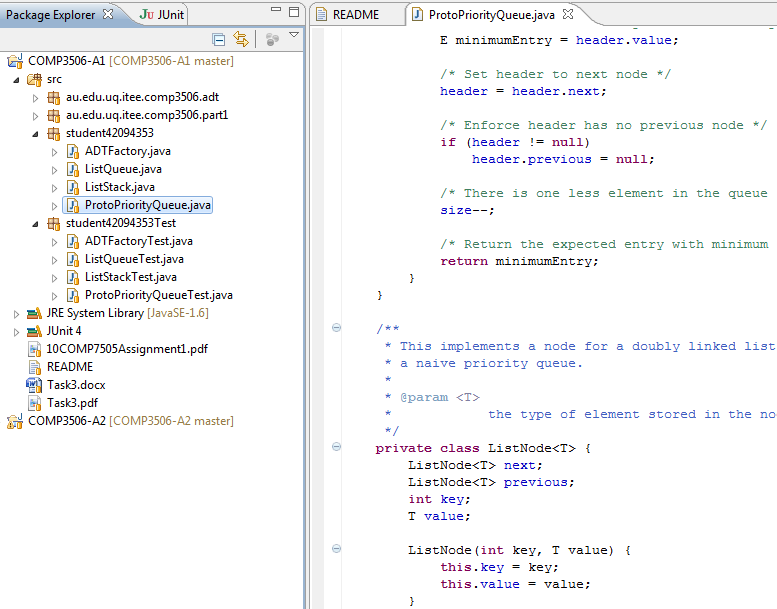 Package Explorer
JUnit
COMP3506-A1 [COMP3506-A1 master]
src
au.edu.uq.itee.comp3506.adt
au.edu.uq.itee.comp3506.part1
student42094353
ADTFactory.java
ListQueue.java
ListStack.java
ProtoPriorityQueue.java
student42094353Test
ADTFactoryTest.java
ListQueueTest.java
ListStackTest.java
ProtoPriorityQueueTest.java
JRE System Library [JavaSE-1.6]
JUnit 4
10COMP7505Assignment1.pdf
README
Task3.docx
Task3.pdf
COMP3506-A2 [COMP3506-A2 master]
README
ProtoPriorityQueue.java
E minimumEntry = header.value;
/* Set header to next node */
header = header.next;
/* Enforce header has no previous node */
if (header != null)
header.previous = null;
/* There is one less element in the queue
size--;
/* Return the expected entry with minimum
return minimumEntry;
}
}
/**
* This implements a node for a doubly linked list
* a naive priority queue.
*
* @param <T>
* the type of element stored in the no
*/
private class ListNode<T> {
ListNode<T> next;
ListNode<T> previous;
int key;
T value;
ListNode(int key, T value) {
this.key = key;
this.value = value;
}